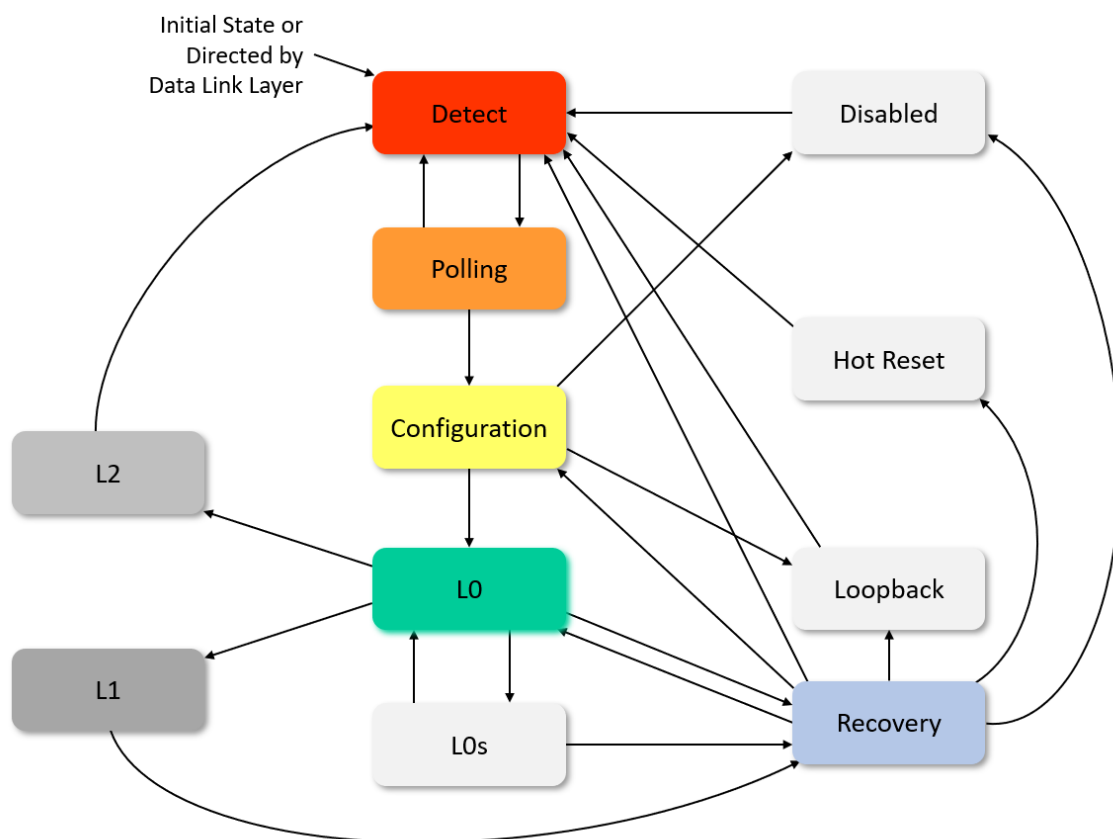 Initial State or
Directed by
Data Link Layer
Detect
Disabled
Polling
Hot Reset
Configuration
L2
L0
Loopback
L1
L0s
Recovery